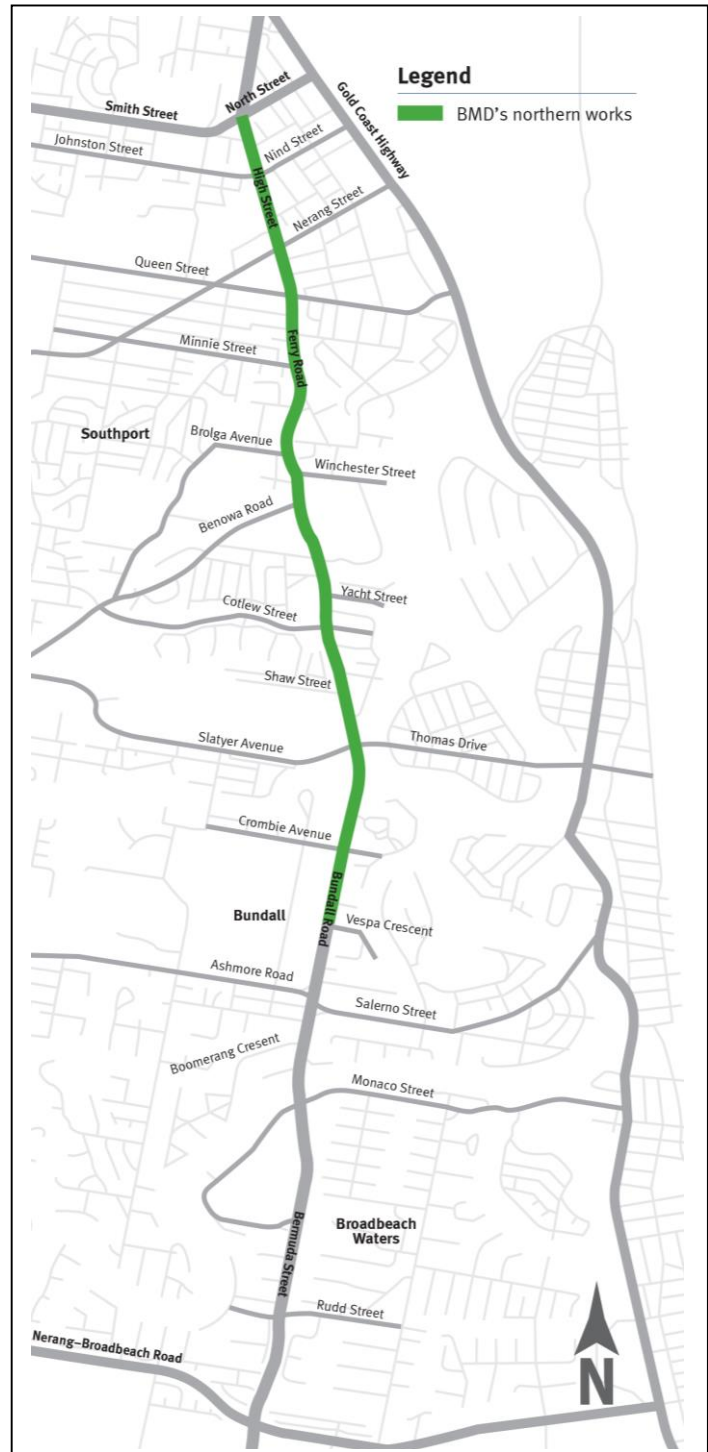 Legend
BMD's northern works
Smith Street
North Street
Gold Coast Highway
Johnston Street
Nind Street
High Street
Nerang Street
Queen Street
Minnie Street
Ferry Road
Southport
Brolga Avenue
Winchester Street
Benowa Road
Yacht Street
Cotlew Street
Shaw Street
Slatyer Avenue
Thomas Drive
Crombie Avenue
Bundall Road
Bundall
Vespa Crescent
Ashmore Road
Salerno Street
Boomerang Cresent
Monaco Street
Bermuda Street
Broadbeach
Waters
Rudd Street
Nerang–Broadbeach Road
N